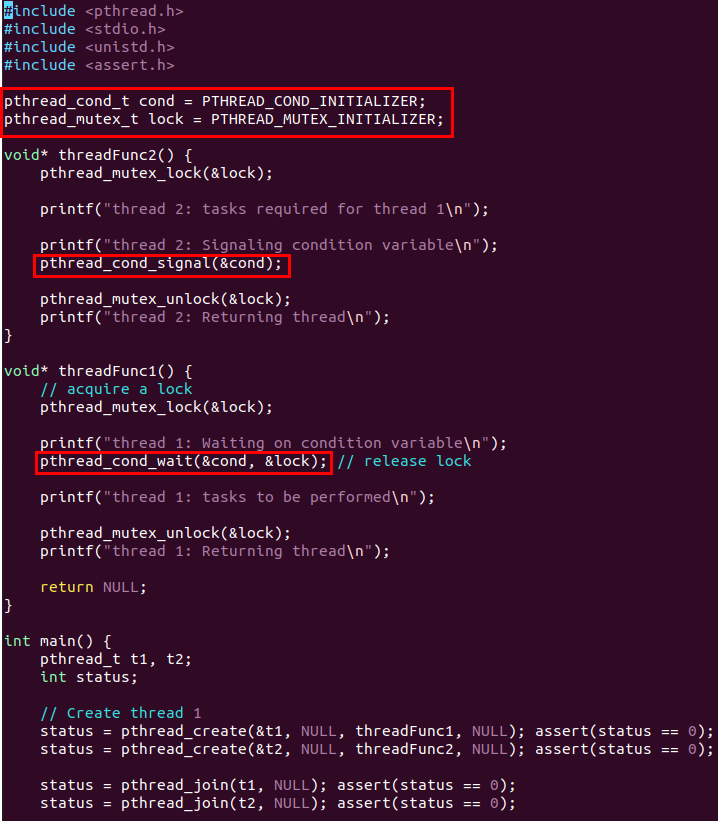 #include <pthread.h>
#include <stdio.h>
#include <unistd.h>
#include <assert.h>
pthread_cond_t cond = PTHREAD_COND_INITIALIZER;
pthread_mutex_t lock = PTHREAD_MUTEX_INITIALIZER;
void* threadFunc2() {
    pthread_mutex_lock(&lock);
    printf("thread 2: tasks required for thread 1\n");
    printf("thread 2: Signaling condition variable\n");
    pthread_cond_signal(&cond);
    pthread_mutex_unlock(&lock);
    printf("thread 2: Returning thread\n");
}
void* threadFunc1() {
    // acquire a lock
    pthread_mutex_lock(&lock);
    printf("thread 1: Waiting on condition variable\n");
    pthread_cond_wait(&cond, &lock); // release lock
    printf("thread 1: tasks to be performed\n");
    pthread_mutex_unlock(&lock);
    printf("thread 1: Returning thread\n");
    return NULL;
}
int main() {
    pthread_t t1, t2;
    int status;
    // Create thread 1
    status = pthread_create(&t1, NULL, threadFunc1, NULL); assert(status == 0);
    status = pthread_create(&t2, NULL, threadFunc2, NULL); assert(status == 0);
    status = pthread_join(t1, NULL); assert(status == 0);
    status = pthread_join(t2, NULL); assert(status == 0);